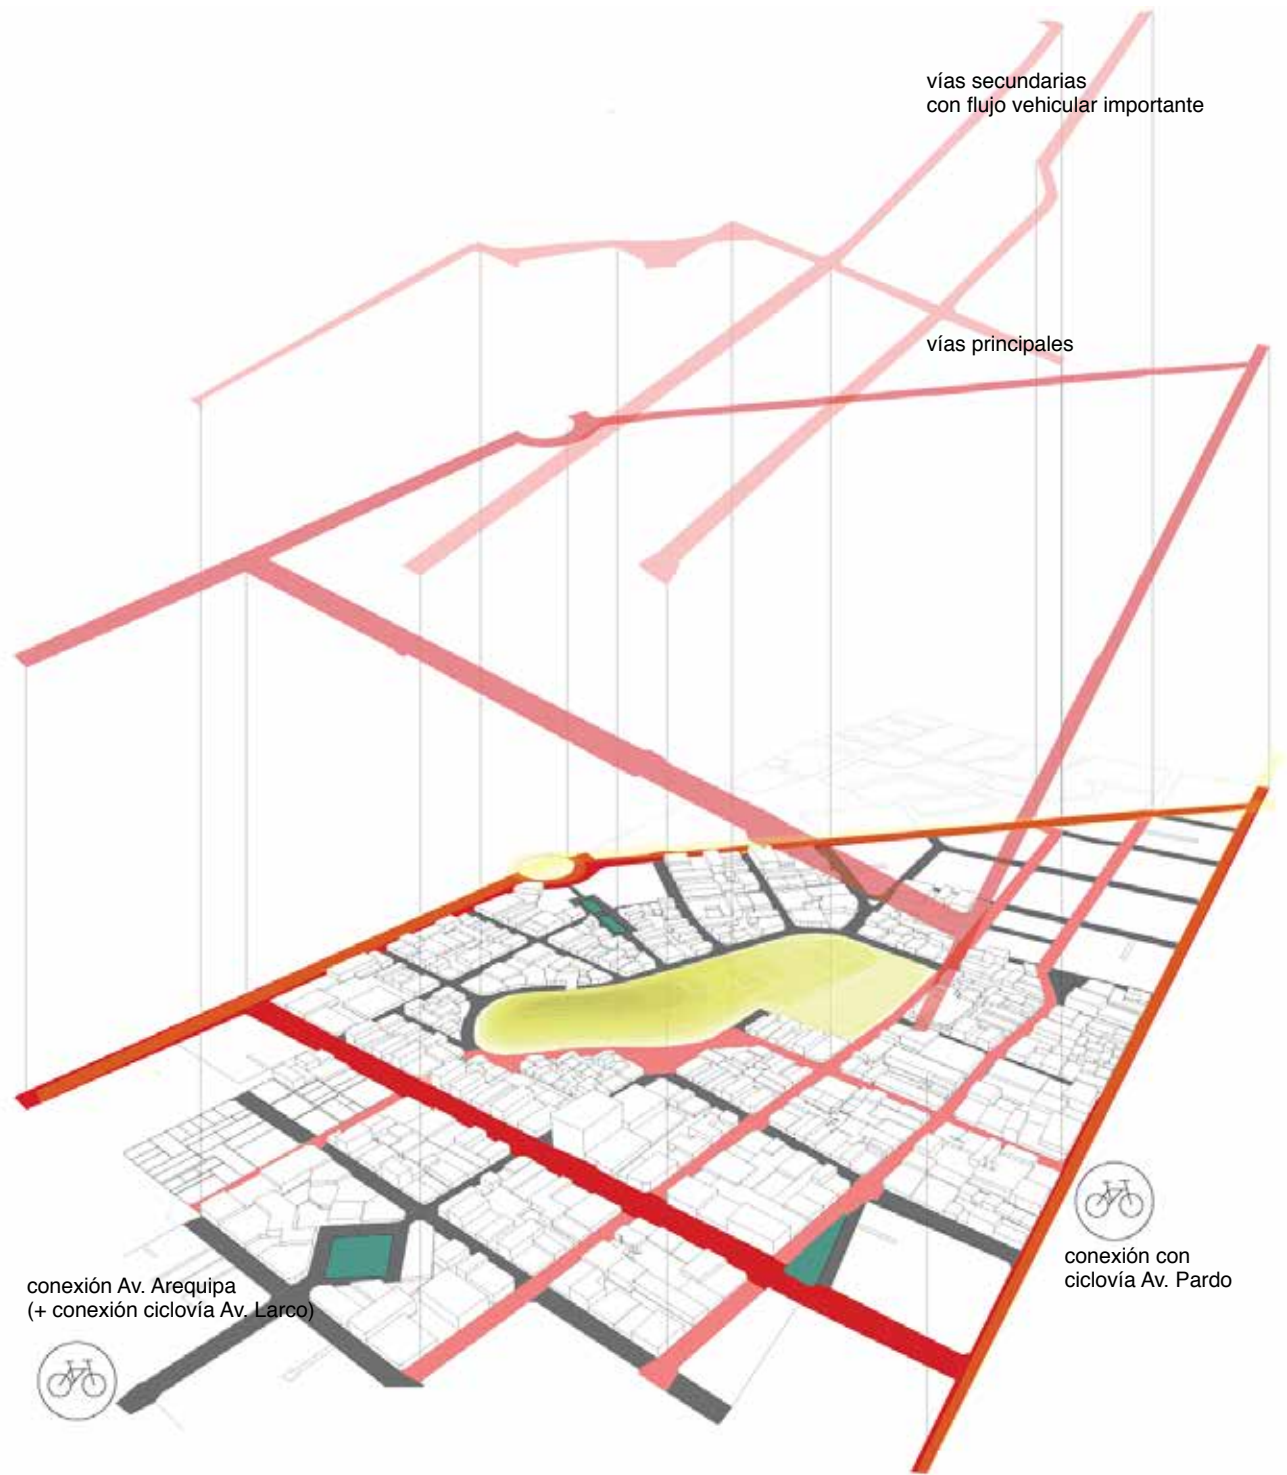 vías secundarias
con flujo vehicular importante
vías principales
conexión con
ciclovía Av. Pardo
conexión Av. Arequipa
(+ conexión ciclovía Av. Larco)